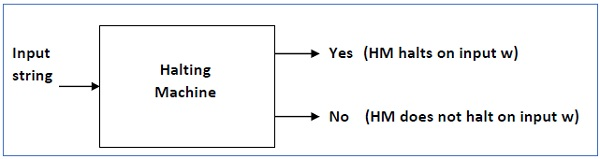 Input
string
Halting
Machine
Yes (HM halts on input w)
No (HM does not halt on input w)